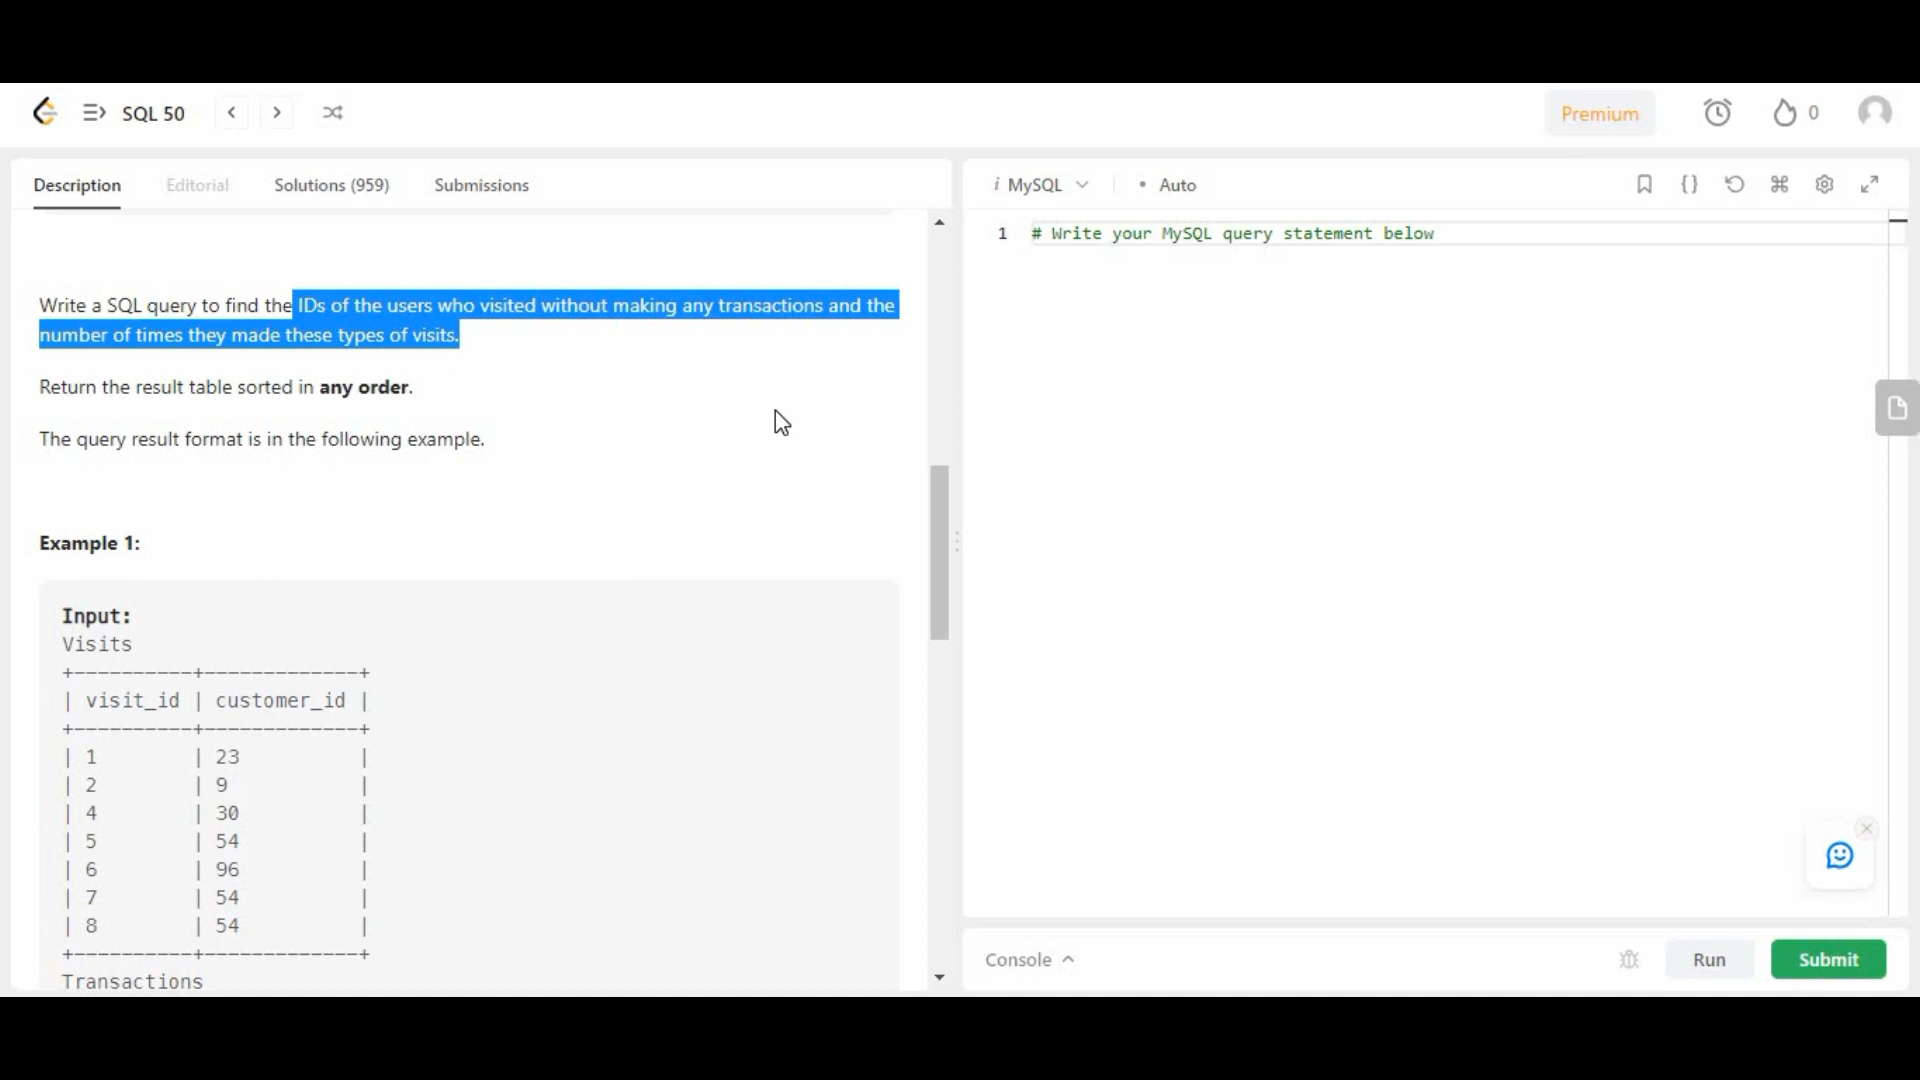 SQL 50
Premium
0
Description Editorial Solutions (959) Submissions
Write a SQL query to find the IDs of the users who visited without making any transactions and the
number of times they made these types of visits.
Return the result table sorted in any order.
The query result format is in the following example.
Example 1:
Input:
Visits
+----------+-------------+
| visit_id | customer_id |
+----------+-------------+
| 1        | 23          |
| 2        | 9           |
| 4        | 30          |
| 5        | 54          |
| 6        | 96          |
| 7        | 54          |
| 8        | 54          |
+----------+-------------+
Transactions
i MySQL • Auto
1 # Write your MySQL query statement below
Console Run Submit